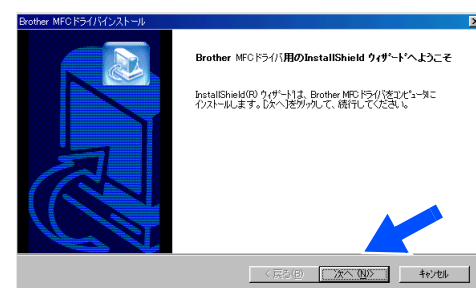 Brother MFCドライバインストール
Brother MFCドライバ用のInstallShield ウィザードへようこそ
InstallShield(R) ウィザードは、Brother MFCドライバをコンピュータに
インストールします。[次へ]をクリックして、続行してください。
< 戻る(B)
次へ (N)>
キャンセル